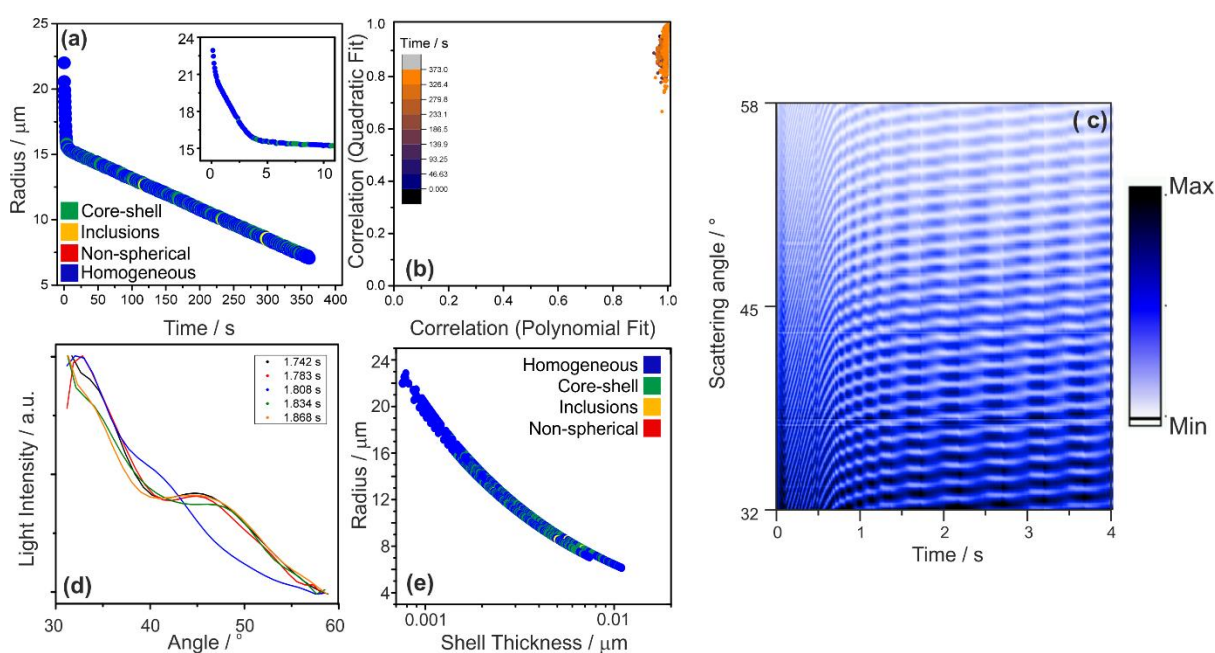 (a)
25
20
15
10
5
Radius / μm
0 50 100 150 200 250 300 350 400
Time / s
Core-shell
Inclusions
Non-spherical
Homogeneous
24
21
18
15
0 5 10
(b)
1.0
0.8
0.6
0.4
0.2
0.0
Correlation (Quadratic Fit)
0.0 0.2 0.4 0.6 0.8 1.0
Correlation (Polynomial Fit)
Time / s
373.0
326.4
279.8
233.1
186.5
139.9
93.25
46.63
0.000
( c)
58
45
32
Scattering angle / °
0 1 2 3 4
Time / s
Max
Min
(d)
Light Intensity / a.u.
30 40 50 60
Angle / °
1.742 s
1.783 s
1.808 s
1.834 s
1.868 s
(e)
24
20
16
12
8
4
Radius / μm
0.001 0.01
Shell Thickness / μm
Homogeneous
Core-shell
Inclusions
Non-spherical